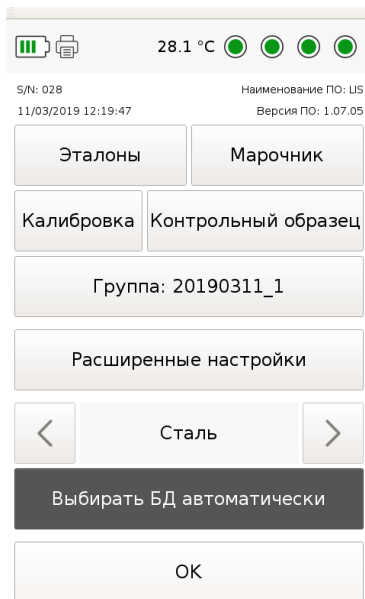 28.1 °C
S/N: 028 Наименование ПО: LIS
11/03/2019 12:19:47 Версия ПО: 1.07.05
Эталоны Марочник
Калибровка Контрольный образец
Группа: 20190311_1
Расширенные настройки
Сталь
Выбирать БД автоматически
OK